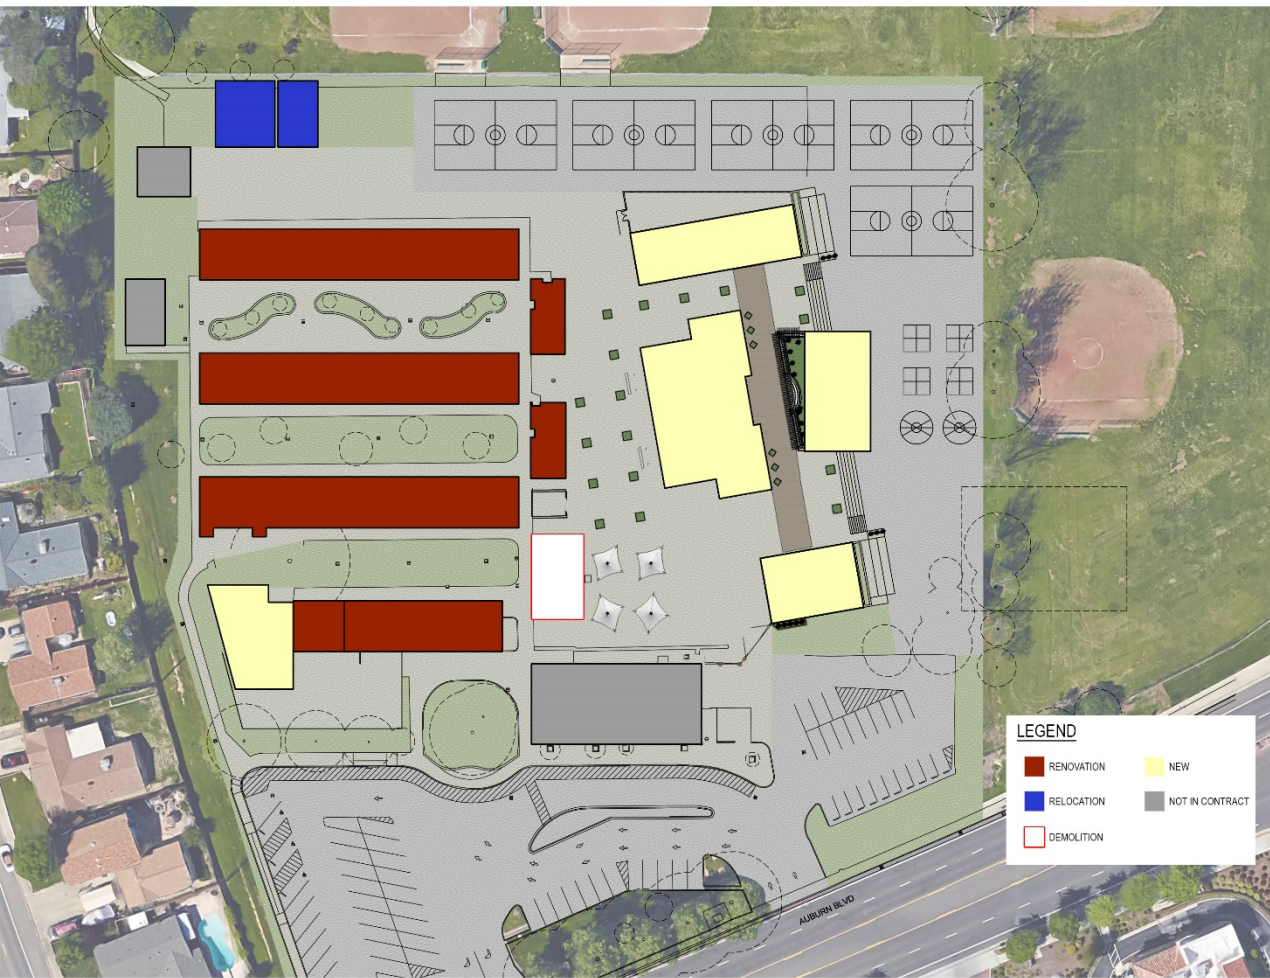 AUBURN BLVD
LEGEND
RENOVATION
NEW
RELOCATION
NOT IN CONTRACT
DEMOLITION